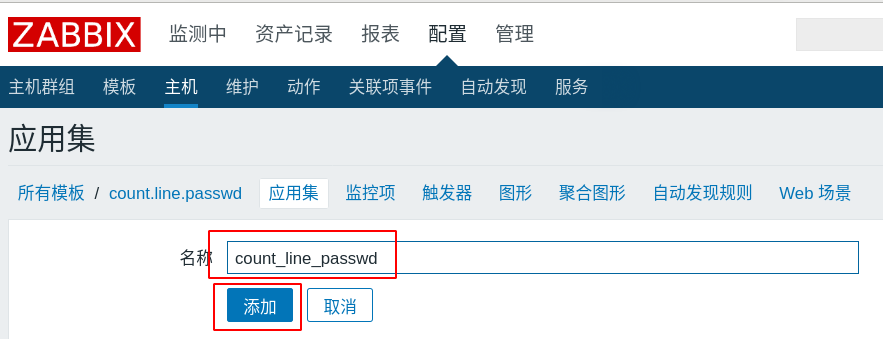 ZABBIX 监测中 资产记录 报表 配置 管理
主机群组 模板 主机 维护 动作 关联项事件 自动发现 服务
应用集
所有模板 / count.line.passwd 应用集 监控项 触发器 图形 聚合图形 自动发现规则 Web 场景
名称 count_line_passwd
添加 取消